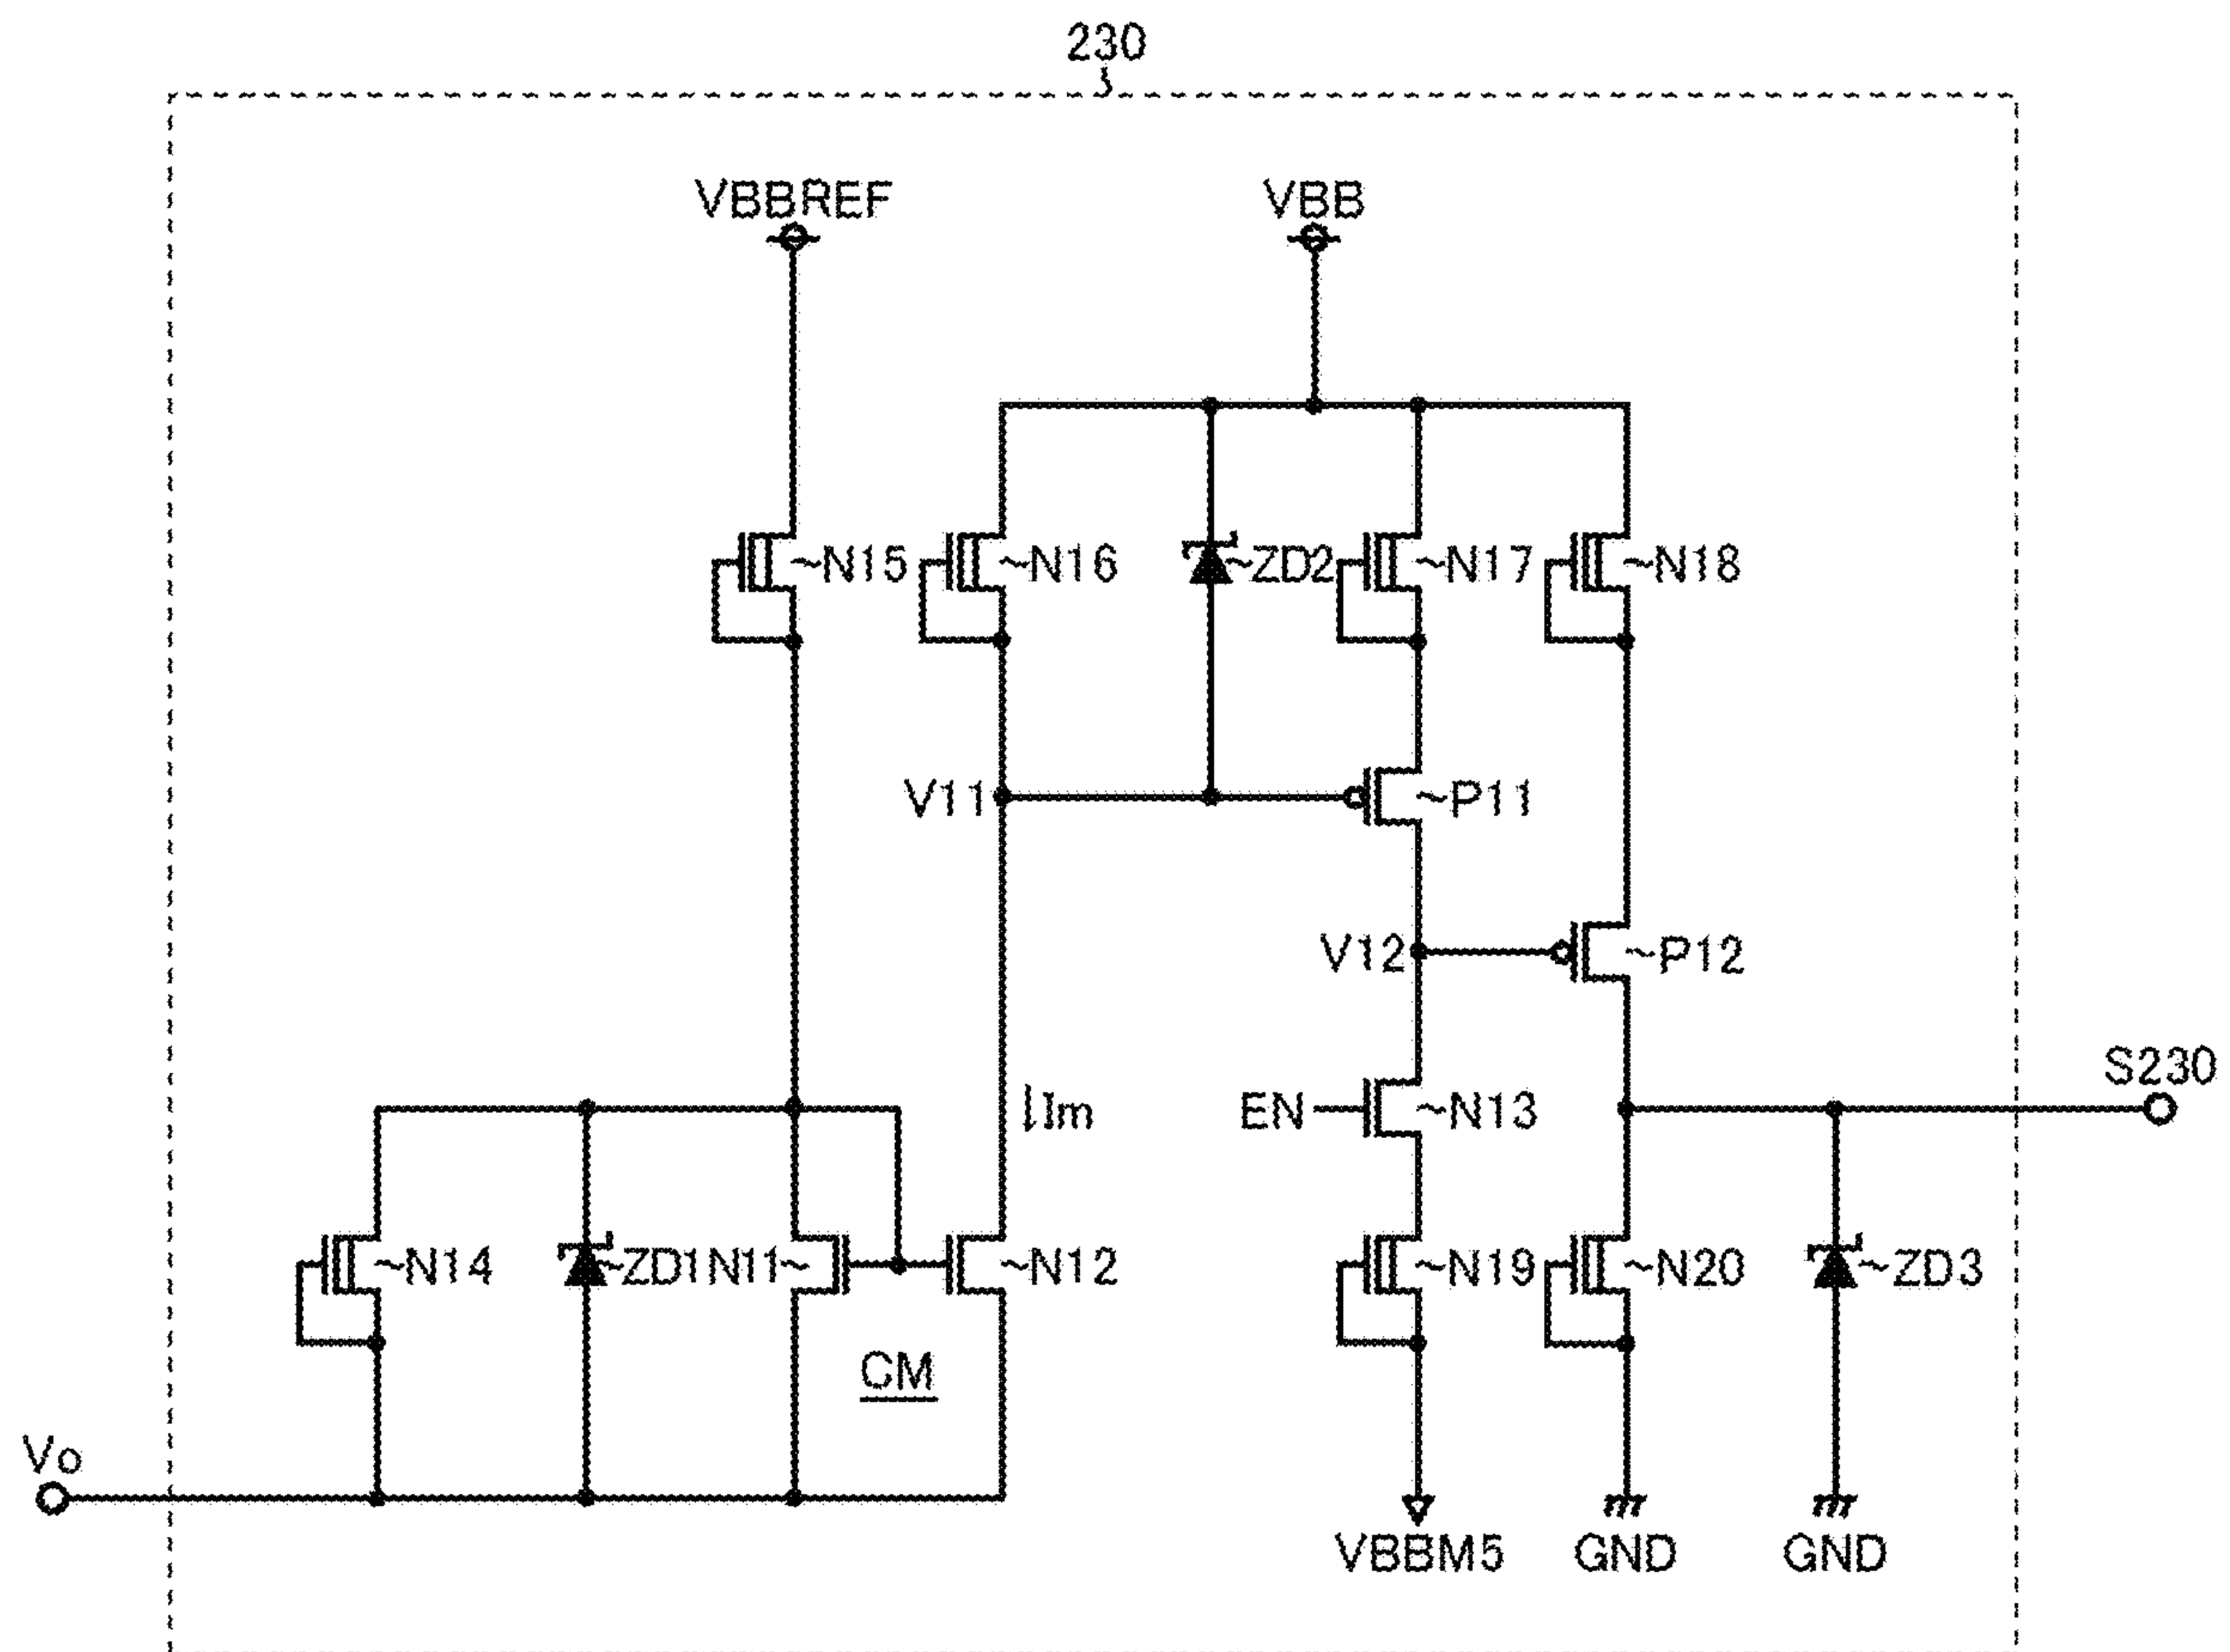 230
VBBREF
VBB
N15
N16
ZD2
N17
N18
V11
P11
V12
P12
S230
Im
EN
N13
N14
ZD1
N11
N12
N19
N20
ZD3
CM
Vo
VBBM5
GND
GND